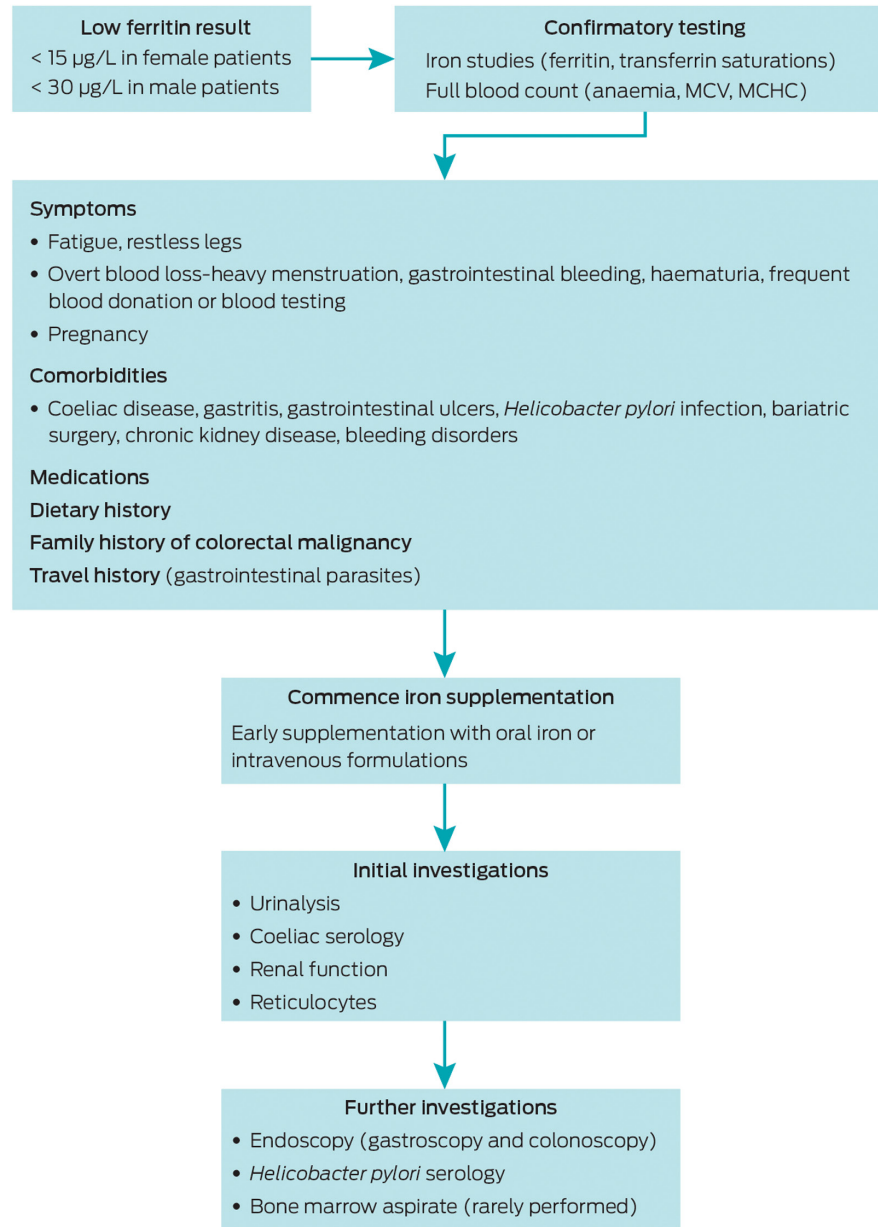 Low ferritin result
< 15 µg/L in female patients
< 30 µg/L in male patients
Confirmatory testing
Iron studies (ferritin, transferrin saturations)
Full blood count (anaemia, MCV, MCHC)
Symptoms
• Fatigue, restless legs
• Overt blood loss-heavy menstruation, gastrointestinal bleeding, haematuria, frequent
blood donation or blood testing
• Pregnancy
Comorbidities
• Coeliac disease, gastritis, gastrointestinal ulcers, Helicobacter pylori infection, bariatric
surgery, chronic kidney disease, bleeding disorders
Medications
Dietary history
Family history of colorectal malignancy
Travel history (gastrointestinal parasites)
Commence iron supplementation
Early supplementation with oral iron or
intravenous formulations
Initial investigations
• Urinalysis
• Coeliac serology
• Renal function
• Reticulocytes
Further investigations
• Endoscopy (gastroscopy and colonoscopy)
• Helicobacter pylori serology
• Bone marrow aspirate (rarely performed)